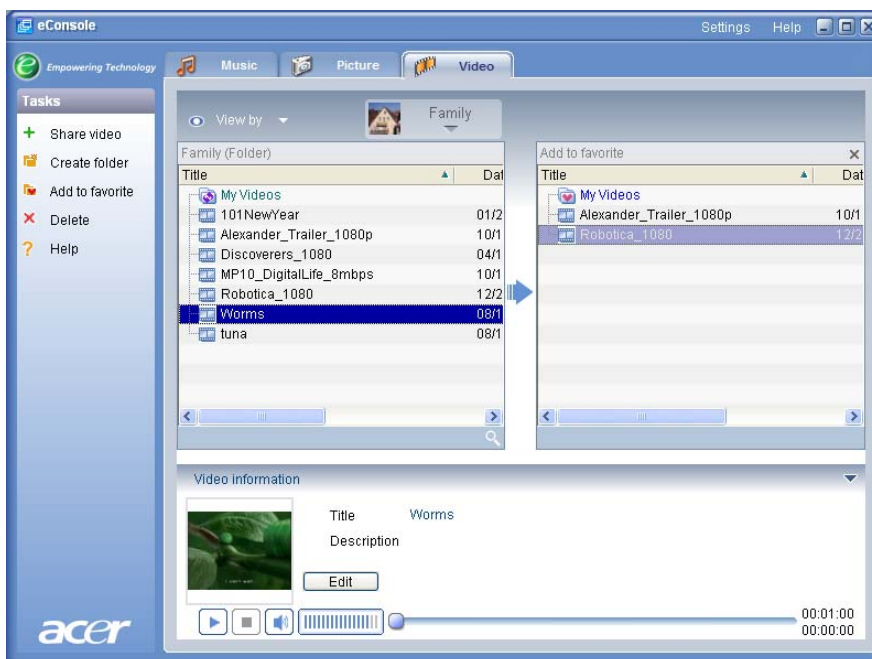 eConsole
Settings Help
Empowering Technology
Music Picture Video
Tasks
Share video
Create folder
Add to favorite
Delete
Help
View by
Family
Family (Folder)
Title Dat
My Videos
101NewYear 01/2
Alexander_Trailer_1080p 10/1
Discoverers_1080 04/1
MP10_DigitalLife_8mbps 10/1
Robotica_1080 12/2
Worms 08/1
tuna 08/1
Add to favorite
Title Dat
My Videos
Alexander_Trailer_1080p 10/1
Robotica_1080 12/2
Video information
Title Worms
Description
Edit
00:01:00
00:00:00
acer